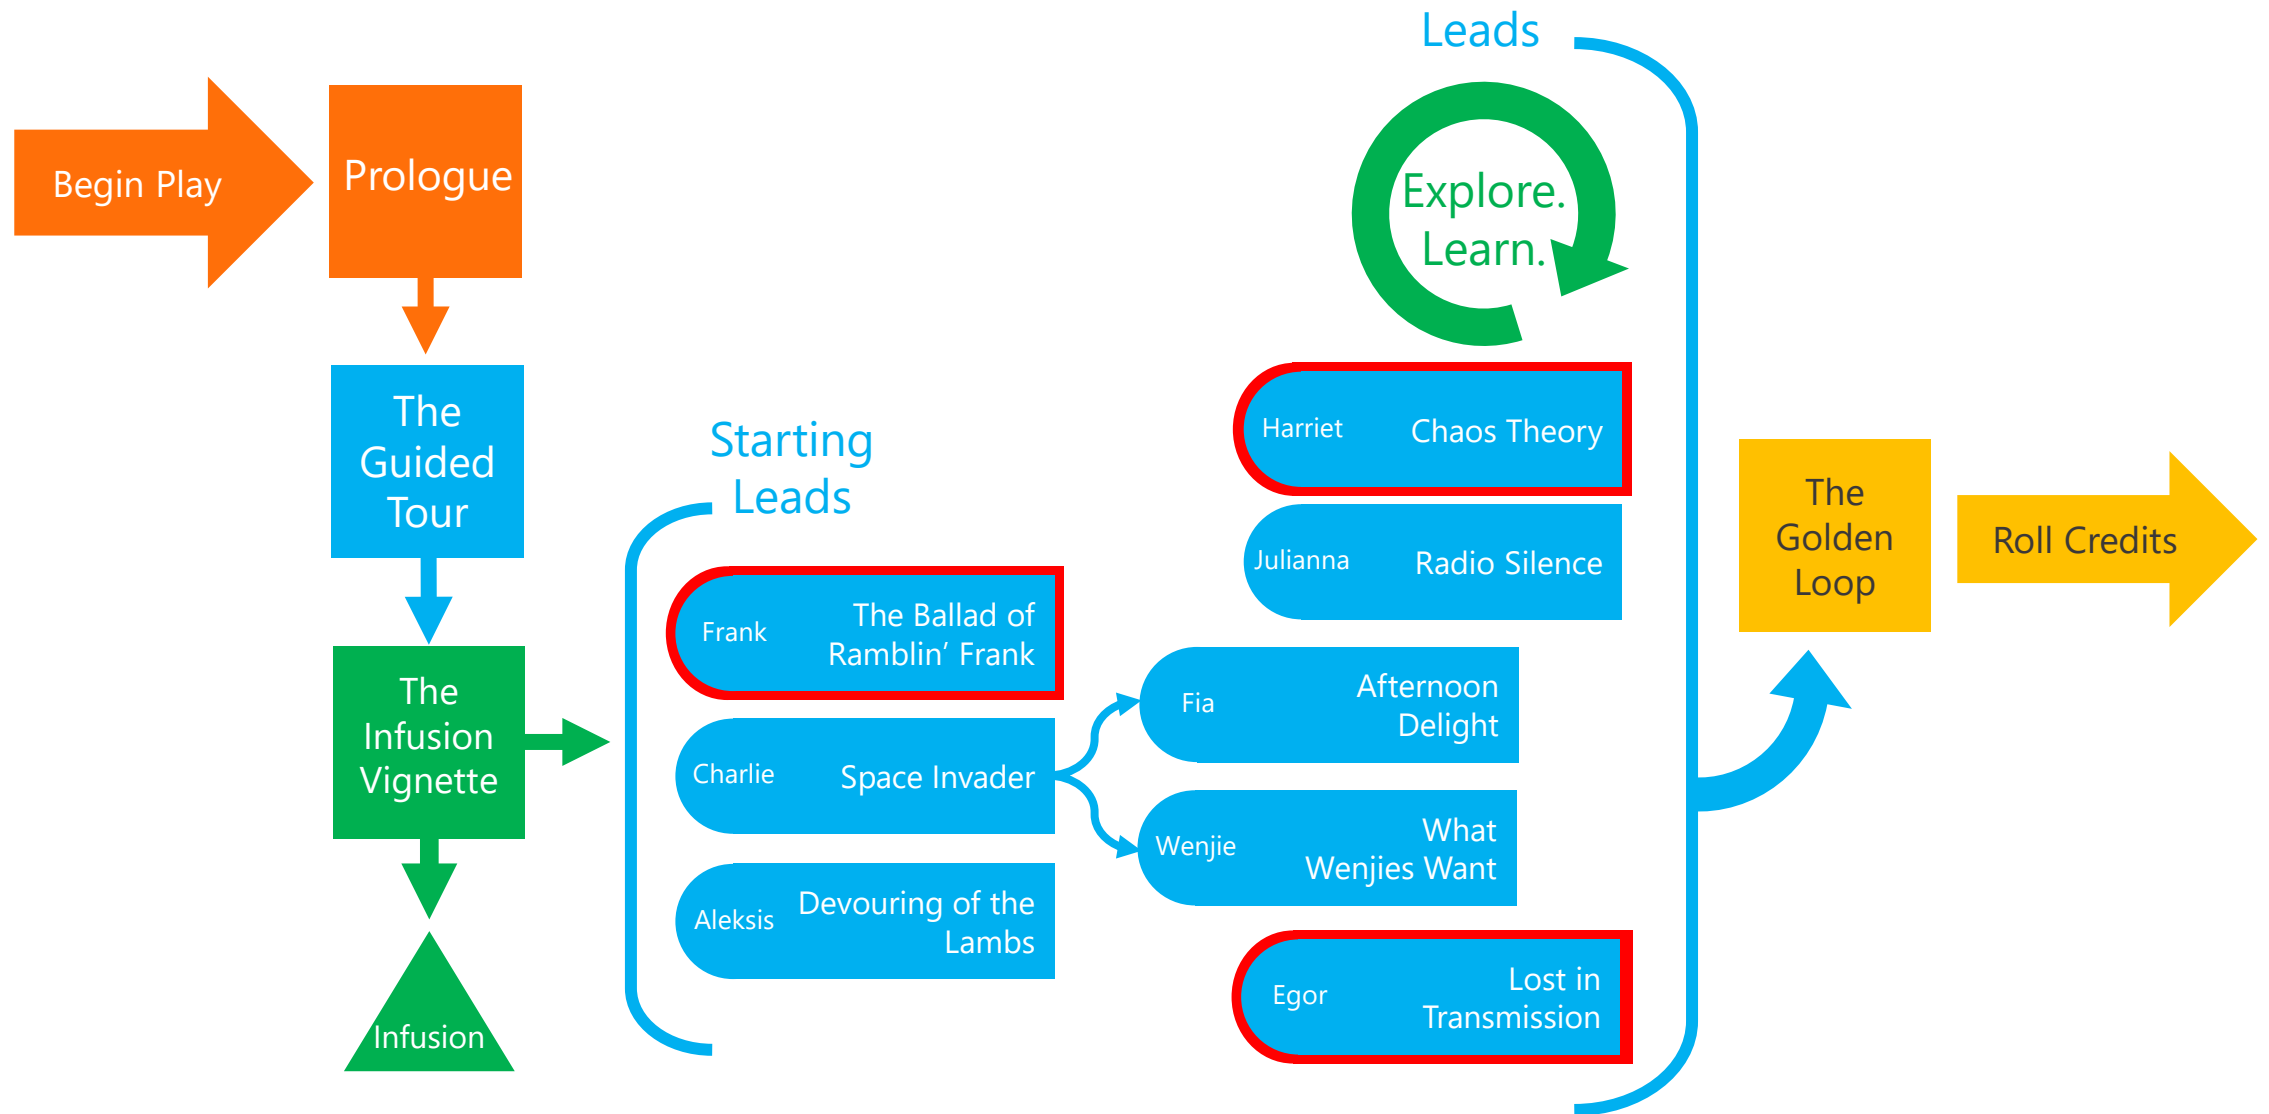 Begin Play
Prologue
The
Guided
Tour
The
Infusion
Vignette
Infusion
Starting
Leads
Frank
The Ballad of
Ramblin’ Frank
Charlie
Space Invader
Aleksis
Devouring of the
Lambs
Leads
Explore.
Learn.
Harriet
Chaos Theory
Julianna
Radio Silence
Fia
Afternoon
Delight
Wenjie
What
Wenjies Want
Egor
Lost in
Transmission
The
Golden
Loop
Roll Credits